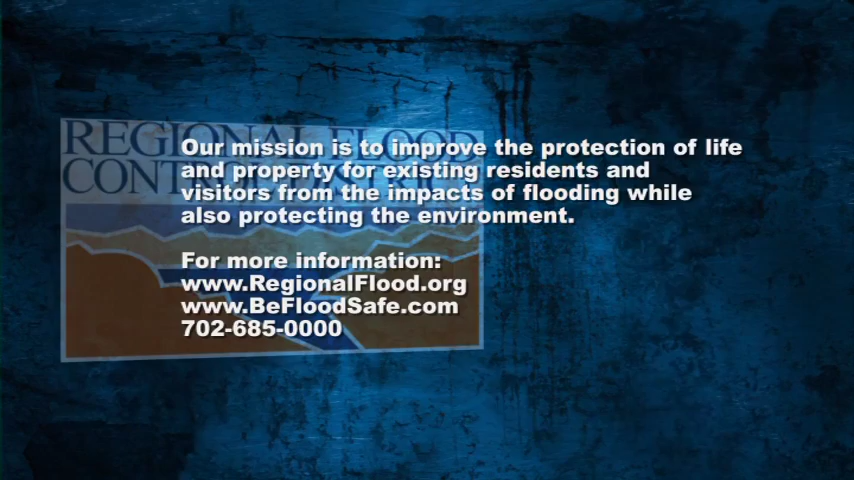 REGIONAL FLOOD
CONTROL DISTRICT
Our mission is to improve the protection of life
and property for existing residents and
visitors from the impacts of flooding while
also protecting the environment.
For more information:
www.RegionalFlood.org
www.BeFloodSafe.com
702-685-0000